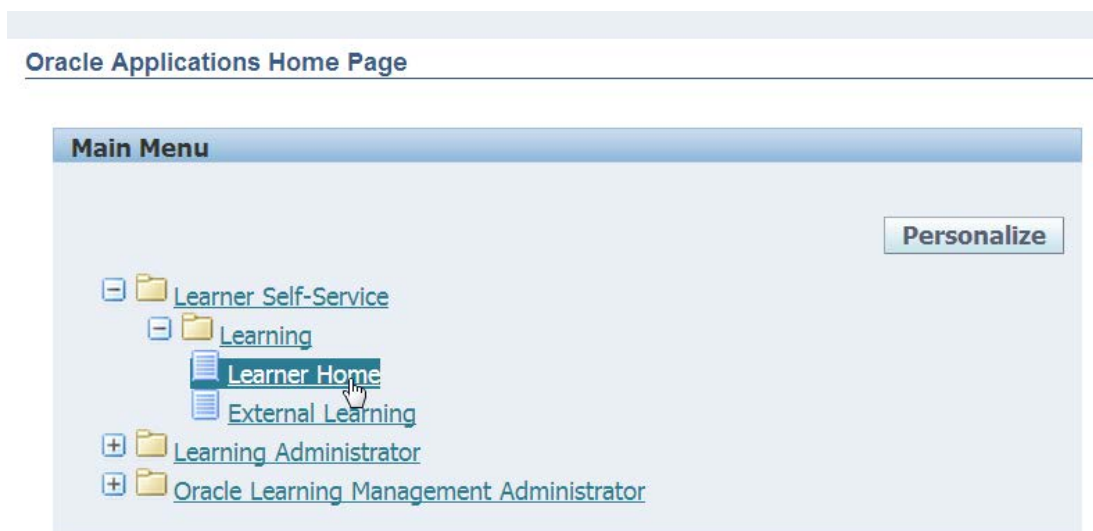 Oracle Applications Home Page
Main Menu
Personalize
Learner Self-Service
Learning
Learner Home
External Learning
Learning Administrator
Oracle Learning Management Administrator